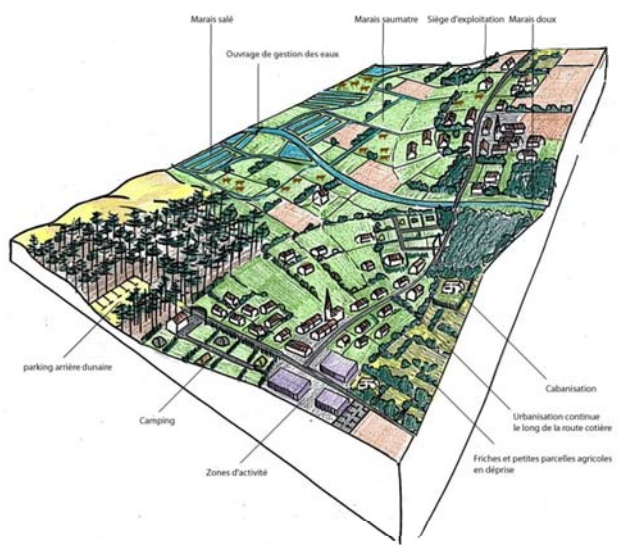 Marais salé
Ouvrage de gestion des eaux
Marais saumatre
Siège d'exploitation
Marais doux
parking arrière dunaire
Camping
Zones d'activité
Cabanisation
Urbanisation continue
le long de la route cotière
Friches et petites parcelles agricoles
en déprise